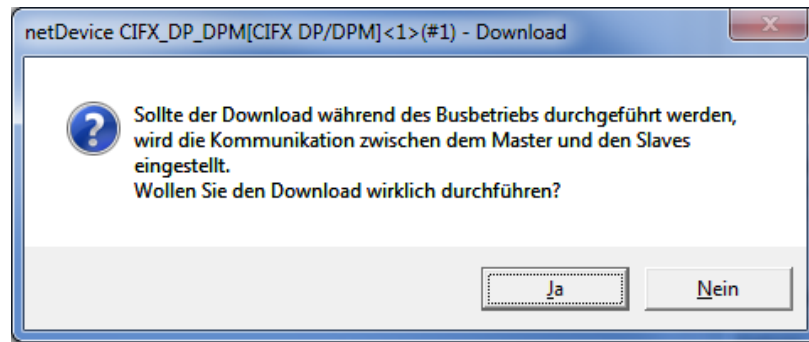 netDevice CIFX_DP_DPM[CIFX DP/DPM]<1>(#1) - Download
Sollte der Download während des Busbetriebs durchgeführt werden,
wird die Kommunikation zwischen dem Master und den Slaves
eingestellt.
Wollen Sie den Download wirklich durchführen?
Ja
Nein